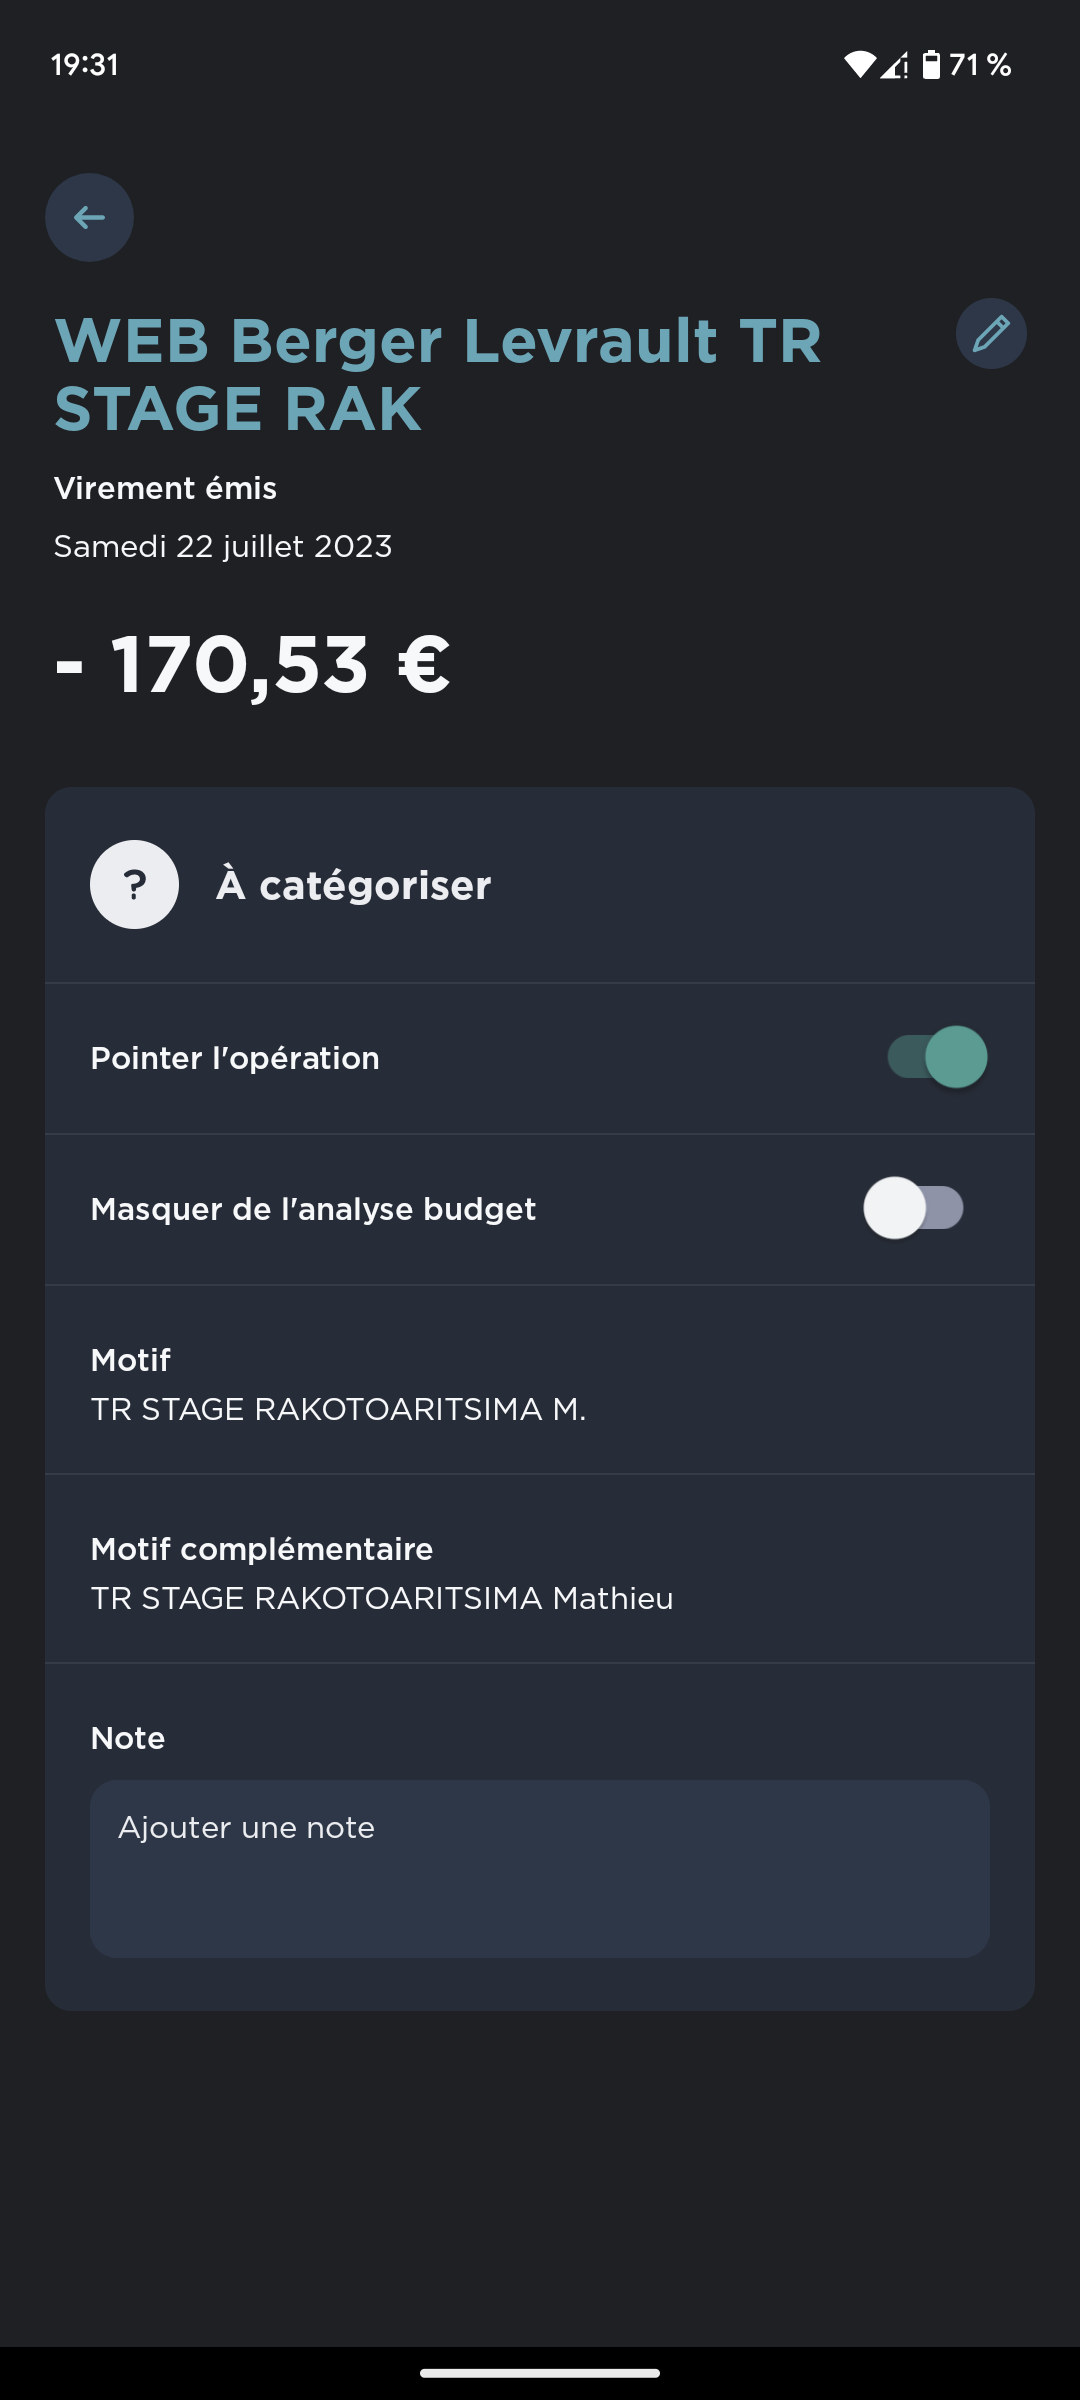 19:31
71 %
WEB Berger Levrault TR
STAGE RAK
Virement émis
Samedi 22 juillet 2023
- 170,53 €
?
À catégoriser
Pointer l'opération
Masquer de l'analyse budget
Motif
TR STAGE RAKOTOARITSIMA M.
Motif complémentaire
TR STAGE RAKOTOARITSIMA Mathieu
Note
Ajouter une note